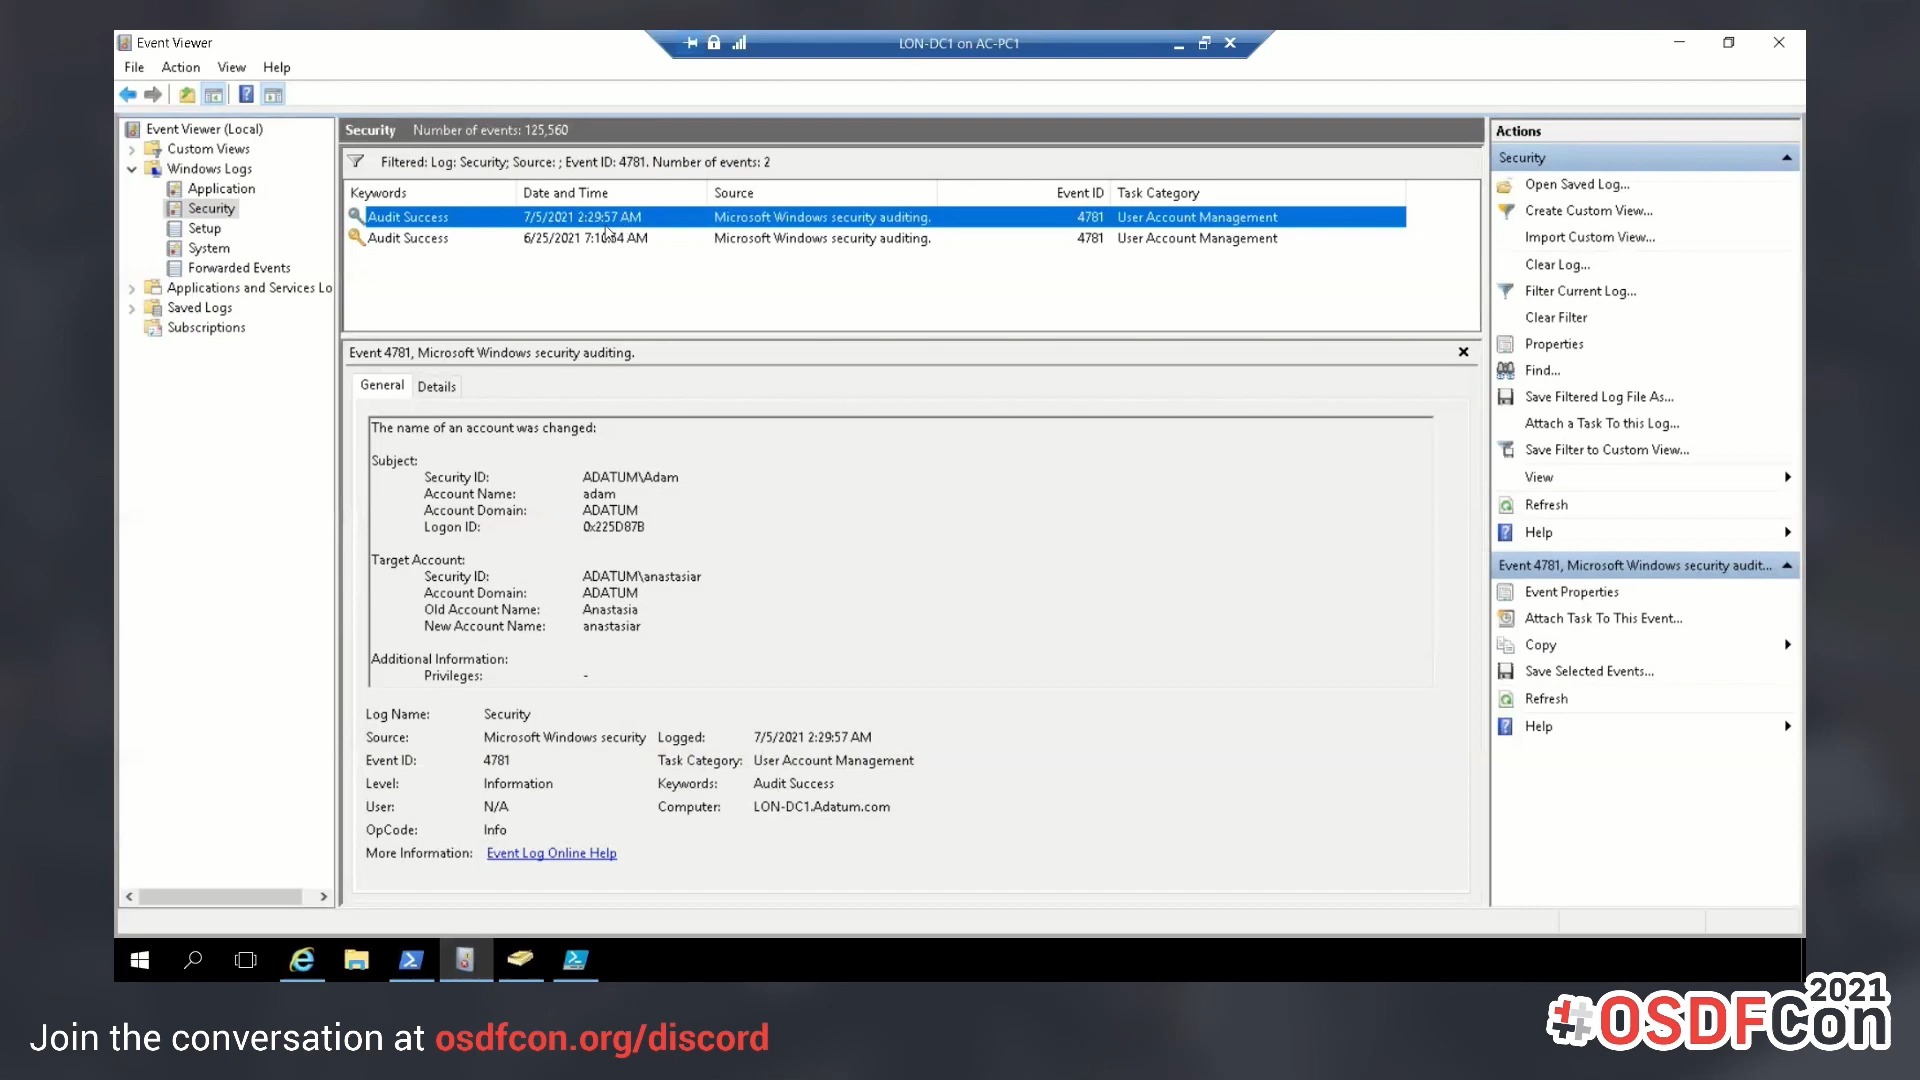 Event Viewer
LON-DC1 on AC-PC1
File Action View Help
Event Viewer (Local)
Custom Views
Windows Logs
Application
Security
Setup
System
Forwarded Events
Applications and Services Lo
Saved Logs
Subscriptions
Security Number of events: 125,560
Filtered: Log: Security; Source: ; Event ID: 4781. Number of events: 2
Keywords Date and Time Source Event ID Task Category
Audit Success 7/5/2021 2:29:57 AM Microsoft Windows security auditing. 4781 User Account Management
Audit Success 6/25/2021 AM Microsoft Windows security auditing. 4781 User Account Management
Event 4781, Microsoft Windows security auditing.
General Details
The name of an account was changed:
Subject:
Security ID: ADATUM\Adam
Account Name: adam
Account Domain: ADATUM
Logon ID: 0x225D87B
Target Account:
Security ID: ADATUM\anastasiar
Account Domain: ADATUM
Old Account Name: Anastasia
New Account Name: anastasiar
Additional Information:
Privileges: -
Log Name: Security
Source: Microsoft Windows security Logged: 7/5/2021 2:29:57 AM
Event ID: 4781 Task Category: User Account Management
Level: Information Keywords: Audit Success
User: N/A Computer: LON-DC1.Adatum.com
OpCode: Info
More Information: Event Log Online Help
Actions
Security
Open Saved Log...
Create Custom View...
Import Custom View...
Clear Log...
Filter Current Log...
Clear Filter
Properties
Find...
Save Filtered Log File As...
Attach a Task To this Log...
Save Filter to Custom View...
View
Refresh
Help
Event 4781, Microsoft Windows security audit...
Event Properties
Attach Task To This Event...
Copy
Save Selected Events...
Refresh
Help
Join the conversation at osdfcon.org/discord
2021
#OSDFCon